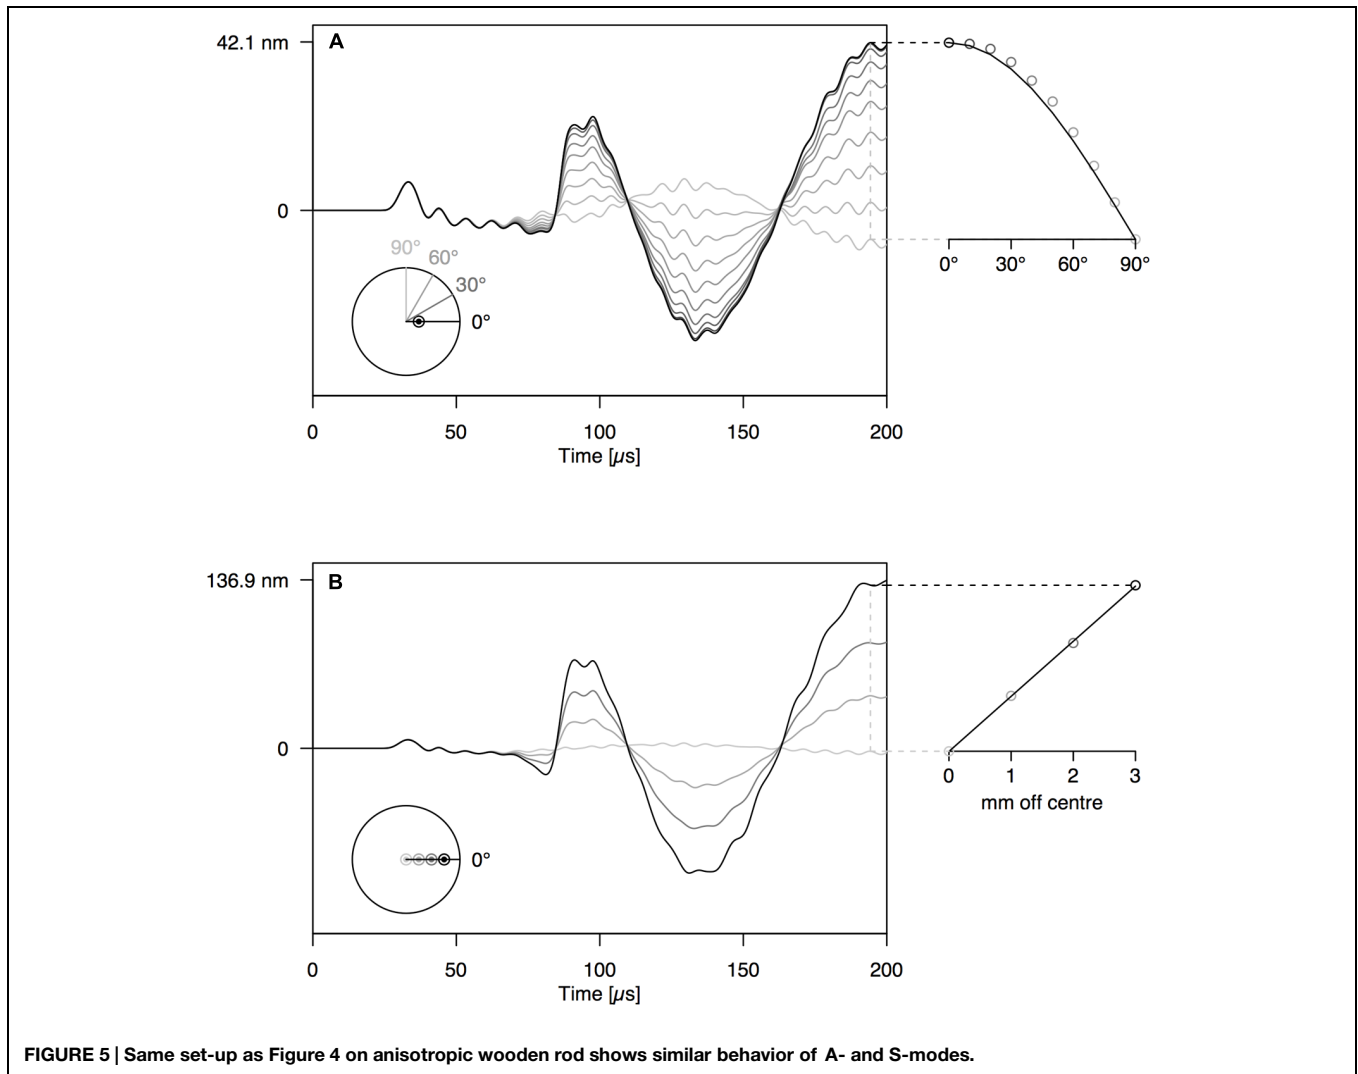 42.1 nm
A
0
90°
60°
30°
0°
0° 30° 60° 90°
0 50 100 150 200
Time [µs]
136.9 nm
B
0
0°
0 1 2 3
mm off centre
0 50 100 150 200
Time [µs]
FIGURE 5 | Same set-up as Figure 4 on anisotropic wooden rod shows similar behavior of A- and S-modes.